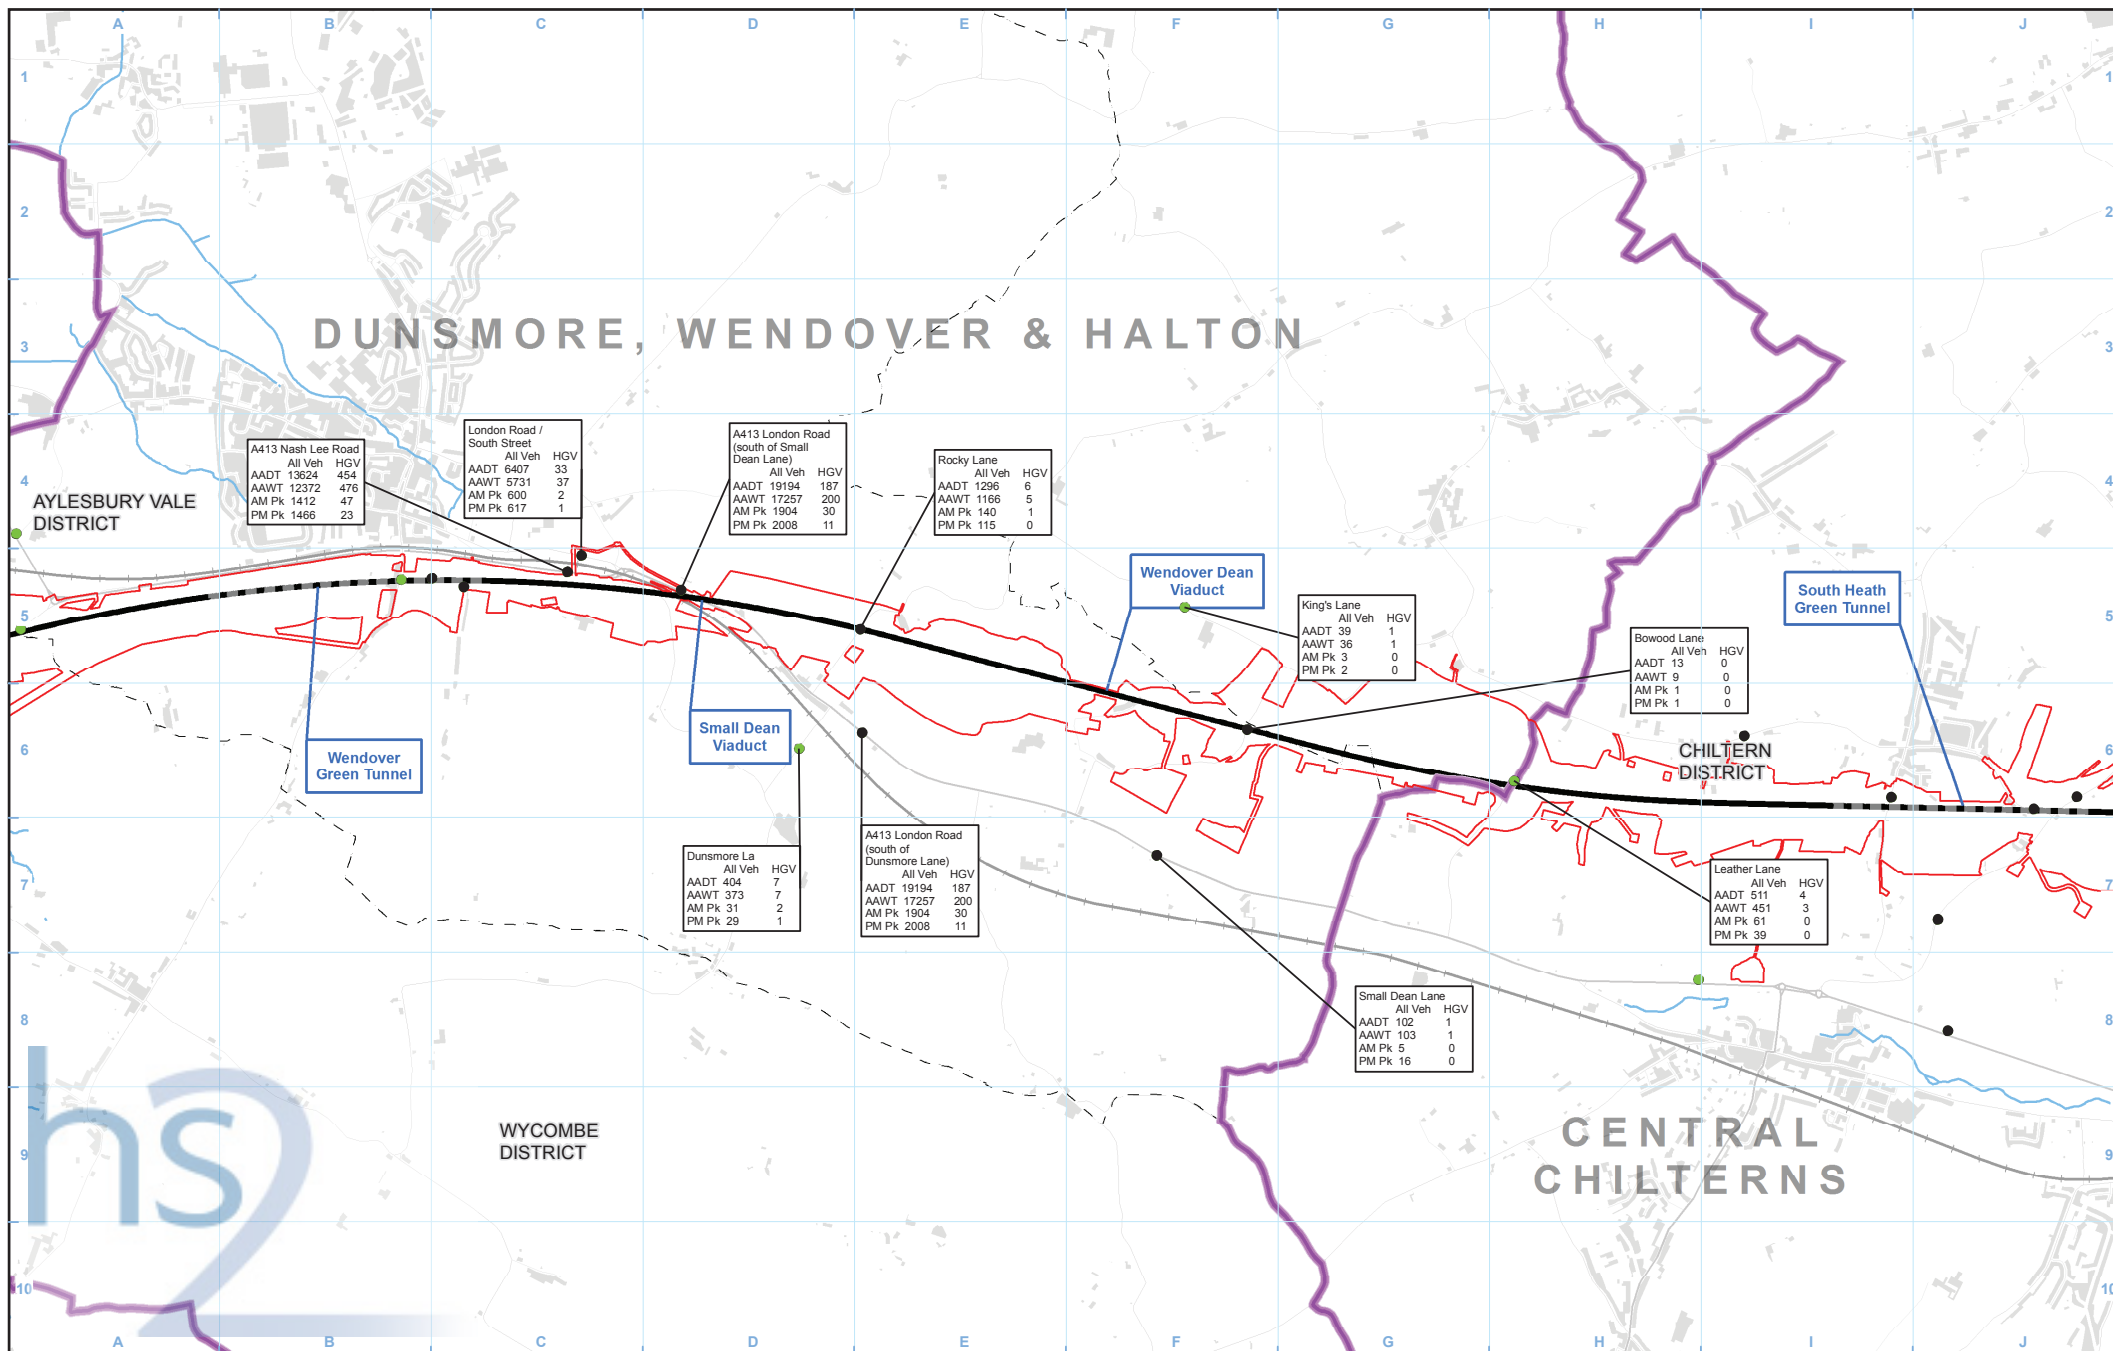 A B C D E F G H I J
1 1
2 2
DUNSMORE, WENDOVER & HALTON
3 3
A413 Nash Lee Road
All Veh HGV
AADT 13624 454
AAWT 12372 476
AM Pk 1412 47
PM Pk 1466 23
London Road /
South Street
All Veh HGV
AADT 6407 33
AAWT 5731 37
AM Pk 600 2
PM Pk 617 1
A413 London Road
(south of Small
Dean Lane)
All Veh HGV
AADT 19194 187
AAWT 17257 200
AM Pk 1904 30
PM Pk 2008 11
Rocky Lane
All Veh HGV
AADT 1296 6
AAWT 1166 5
AM Pk 140 1
PM Pk 115 0
4 4
AYLESBURY VALE
DISTRICT
Wendover Dean
Viaduct
King's Lane
All Veh HGV
AADT 39 1
AAWT 36 1
AM Pk 3 0
PM Pk 2 0
Bowood Lane
All Veh HGV
AADT 13 0
AAWT 9 0
AM Pk 1 0
PM Pk 1 0
South Heath
Green Tunnel
5 5
Wendover
Green Tunnel
Small Dean
Viaduct
CHILTERN
DISTRICT
6 6
Dunsmore La
All Veh HGV
AADT 404 7
AAWT 373 7
AM Pk 31 2
PM Pk 29 1
A413 London Road
(south of
Dunsmore Lane)
All Veh HGV
AADT 19194 187
AAWT 17257 200
AM Pk 1904 30
PM Pk 2008 11
Leather Lane
All Veh HGV
AADT 511 4
AAWT 451 3
AM Pk 61 0
PM Pk 39 0
7 7
Small Dean Lane
All Veh HGV
AADT 102 1
AAWT 103 1
AM Pk 5 0
PM Pk 16 0
8 8
hs2
WYCOMBE
DISTRICT
CENTRAL
CHILTERNS
9 9
10 10
A B C D E F G H I J